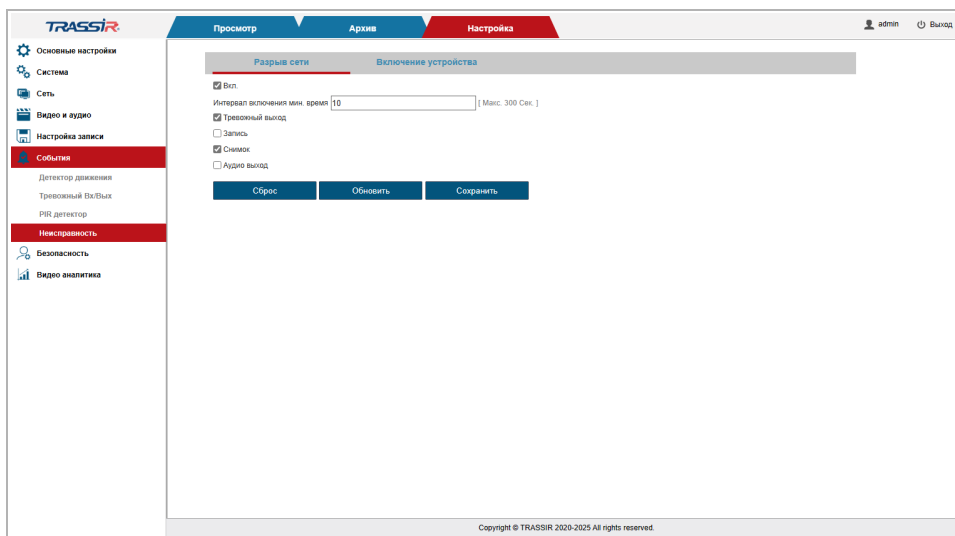 TRASSIR
Просмотр
Архив
Настройка
admin
Выход
Основные настройки
Система
Сеть
Видео и аудио
Настройка записи
События
Детектор движения
Тревожный Вх/Вых
PIR детектор
Неисправность
Безопасность
Видео аналитика
Разрыв сети
Включение устройства
Вкл.
Интервал включения мин. время 10 [ Макс. 300 Сек. ]
Тревожный выход
Запись
Снимок
Аудио выход
Сброс
Обновить
Сохранить
Copyright © TRASSIR 2020-2025 All rights reserved.